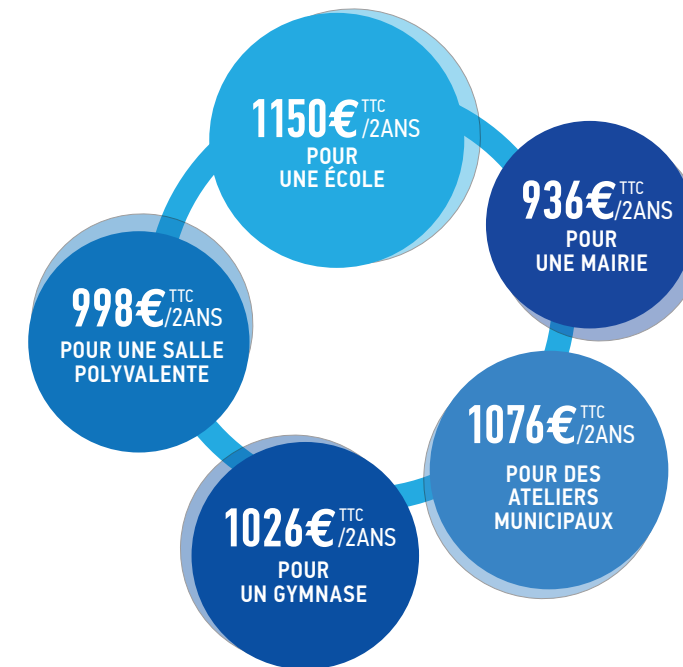 1150€ TTC /2ANS
POUR
UNE ÉCOLE
936€ TTC /2ANS
POUR
UNE MAIRIE
998€ TTC /2ANS
POUR UNE SALLE
POLYVALENTE
1076€ TTC /2ANS
POUR DES
ATELIERS
MUNICIPAUX
1026€ TTC /2ANS
POUR
UN GYMNASE